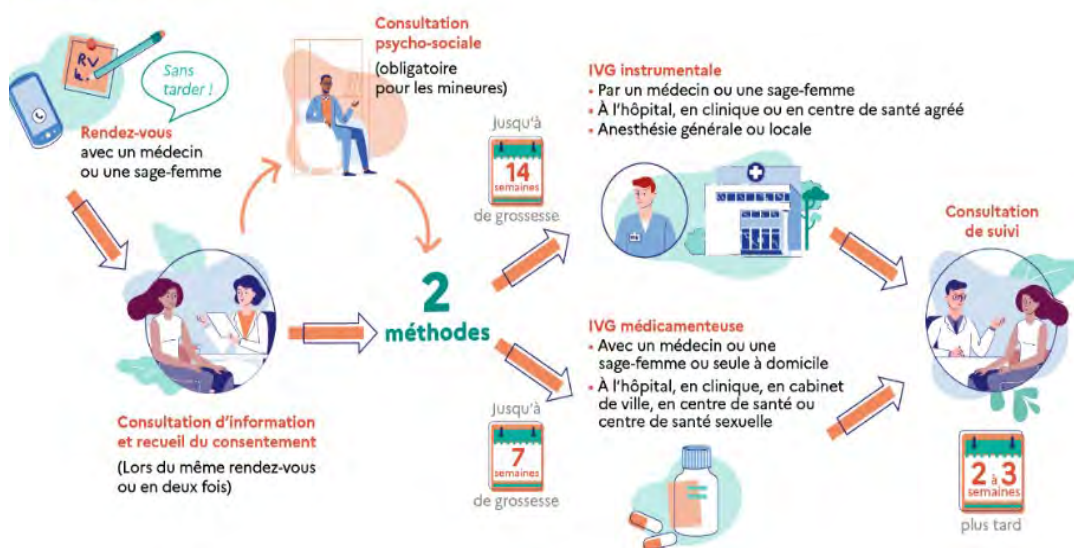 RV
Sans
tarder !
Rendez-vous
avec un médecin
ou une sage-femme
Consultation d'information
et recueil du consentement
(Lors du même rendez-vous
ou en deux fois)
Consultation
psycho-sociale
(obligatoire
pour les mineures)
2
méthodes
Jusqu'à
14
semaines
de grossesse
IVG instrumentale
• Par un médecin ou une sage-femme
• À l'hôpital, en clinique ou en centre de santé agréé
• Anesthésie générale ou locale
Jusqu'à
7
semaines
de grossesse
IVG médicamenteuse
• Avec un médecin ou une
sage-femme ou seule à domicile
• À l'hôpital, en clinique, en cabinet
de ville, en centre de santé ou
centre de santé sexuelle
Consultation
de suivi
2 à 3
semaines
plus tard